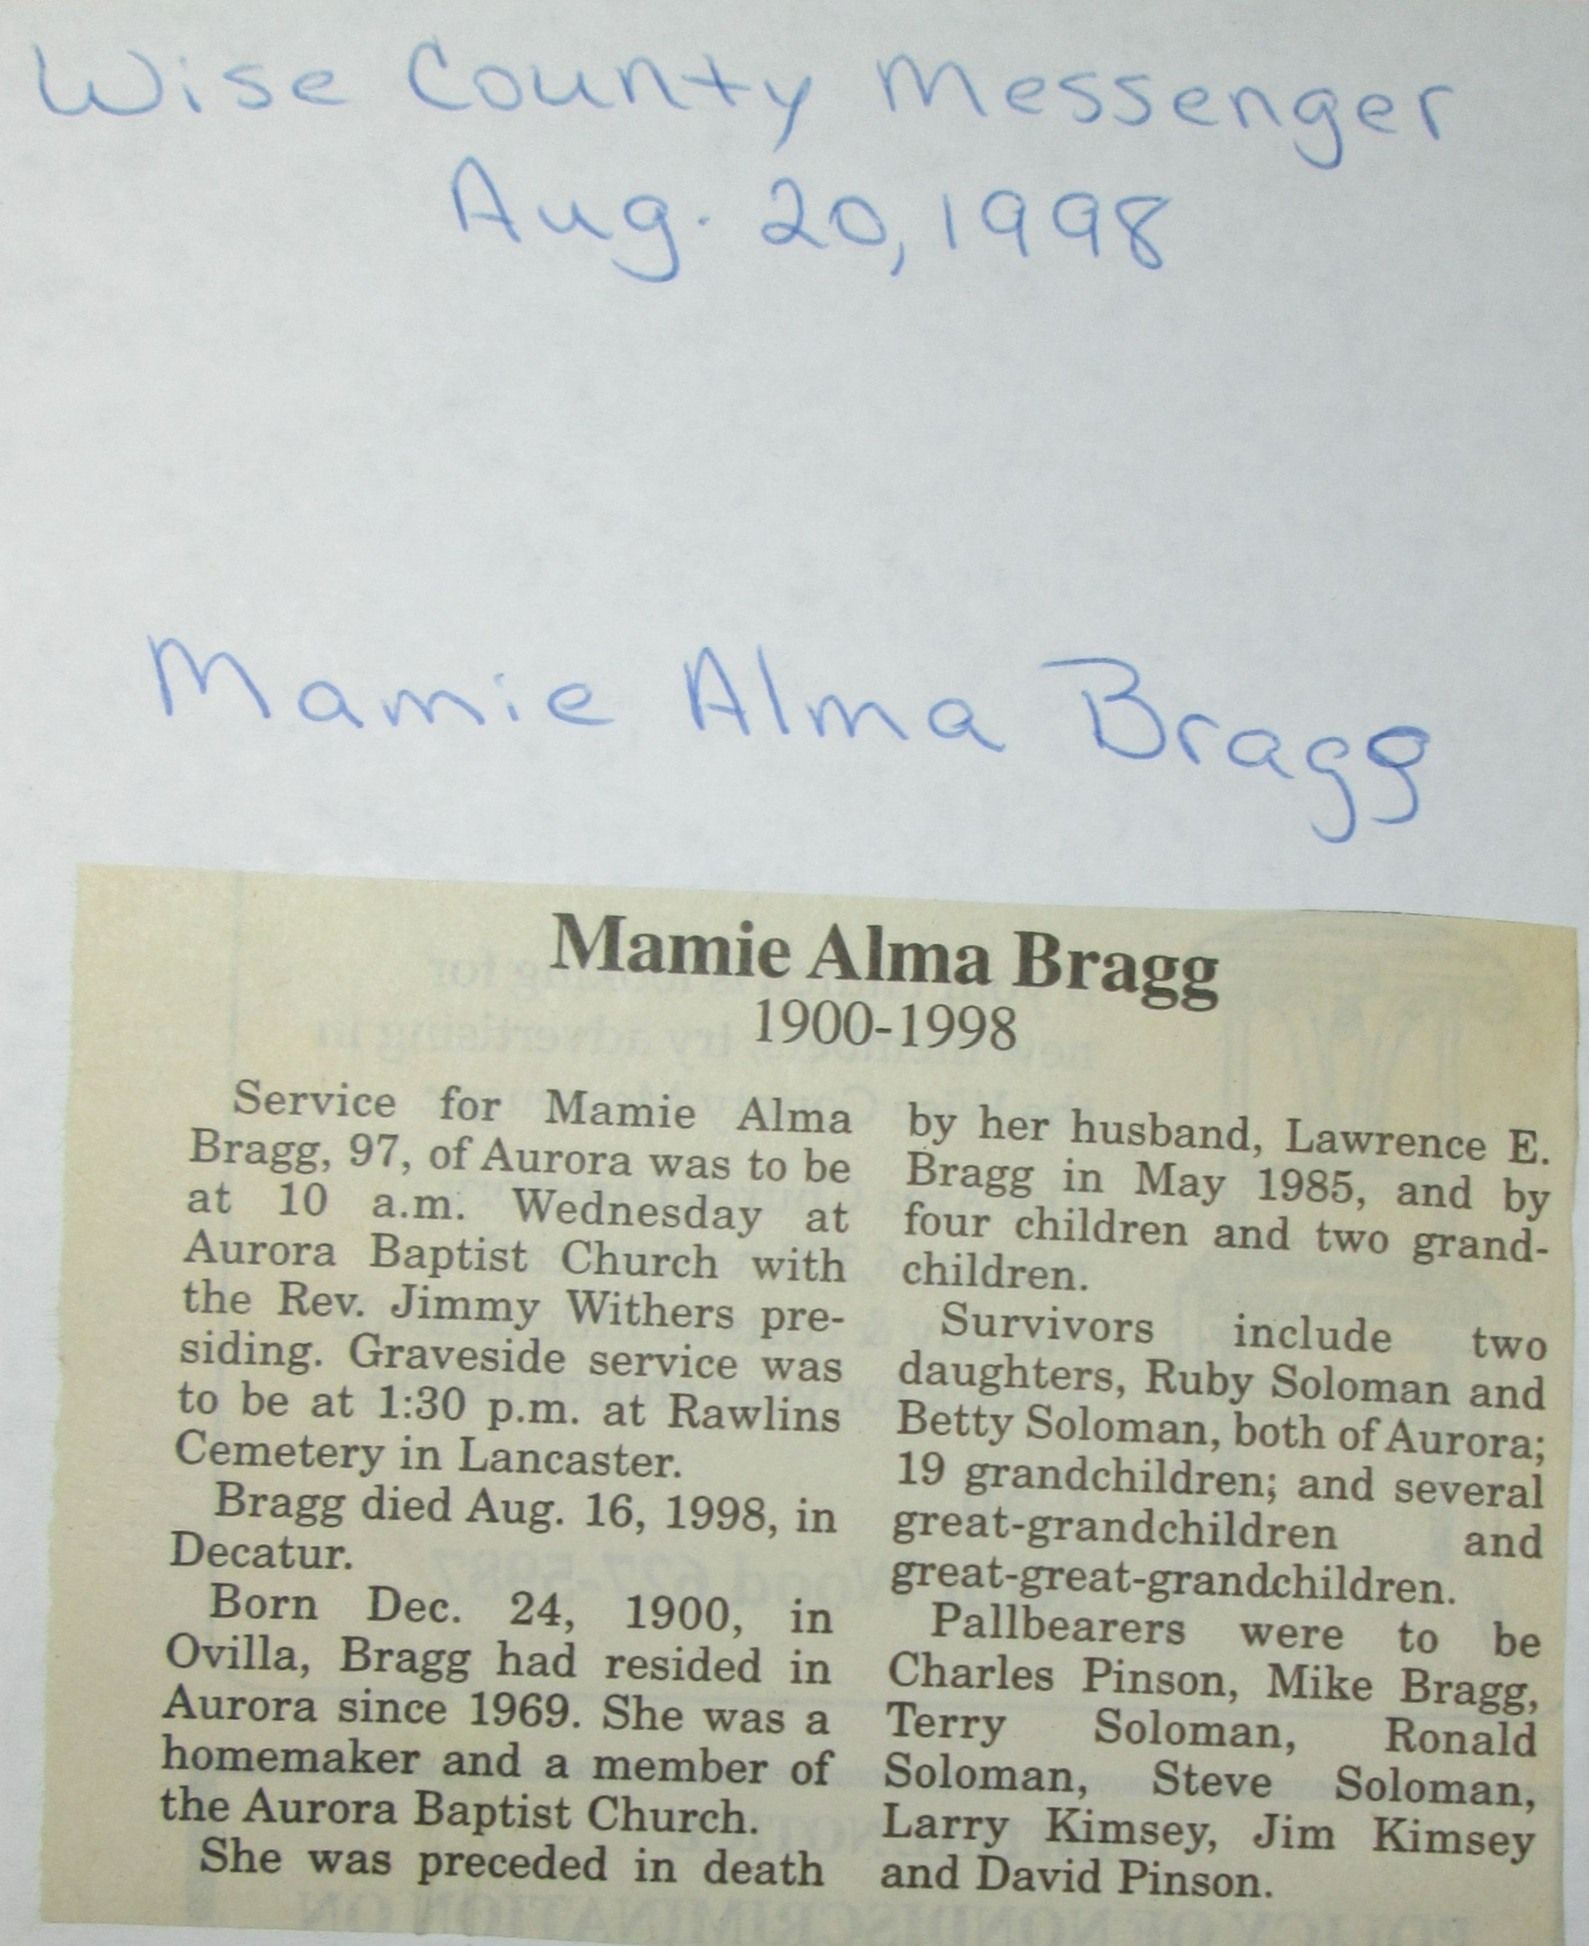 Wise County Messenger
Aug. 20, 1998
Mamie Alma Bragg
Mamie Alma Bragg
1900-1998
Service for Mamie Alma
Bragg, 97, of Aurora was to be
at 10 a.m. Wednesday at
Aurora Baptist Church with
the Rev. Jimmy Withers pre-
siding. Graveside service was
to be at 1:30 p.m. at Rawlins
Cemetery in Lancaster.
Bragg died Aug. 16, 1998, in
Decatur.
Born Dec. 24, 1900, in
Ovilla, Bragg had resided in
Aurora since 1969. She was a
homemaker and a member of
the Aurora Baptist Church.
She was preceded in death
by her husband, Lawrence E.
Bragg in May 1985, and by
four children and two grand-
children.
Survivors include two
daughters, Ruby Soloman and
Betty Soloman, both of Aurora;
19 grandchildren; and several
great-grandchildren and
great-great-grandchildren.
Pallbearers were to be
Charles Pinson, Mike Bragg,
Terry Soloman, Ronald
Soloman, Steve Soloman,
Larry Kimsey, Jim Kimsey
and David Pinson.